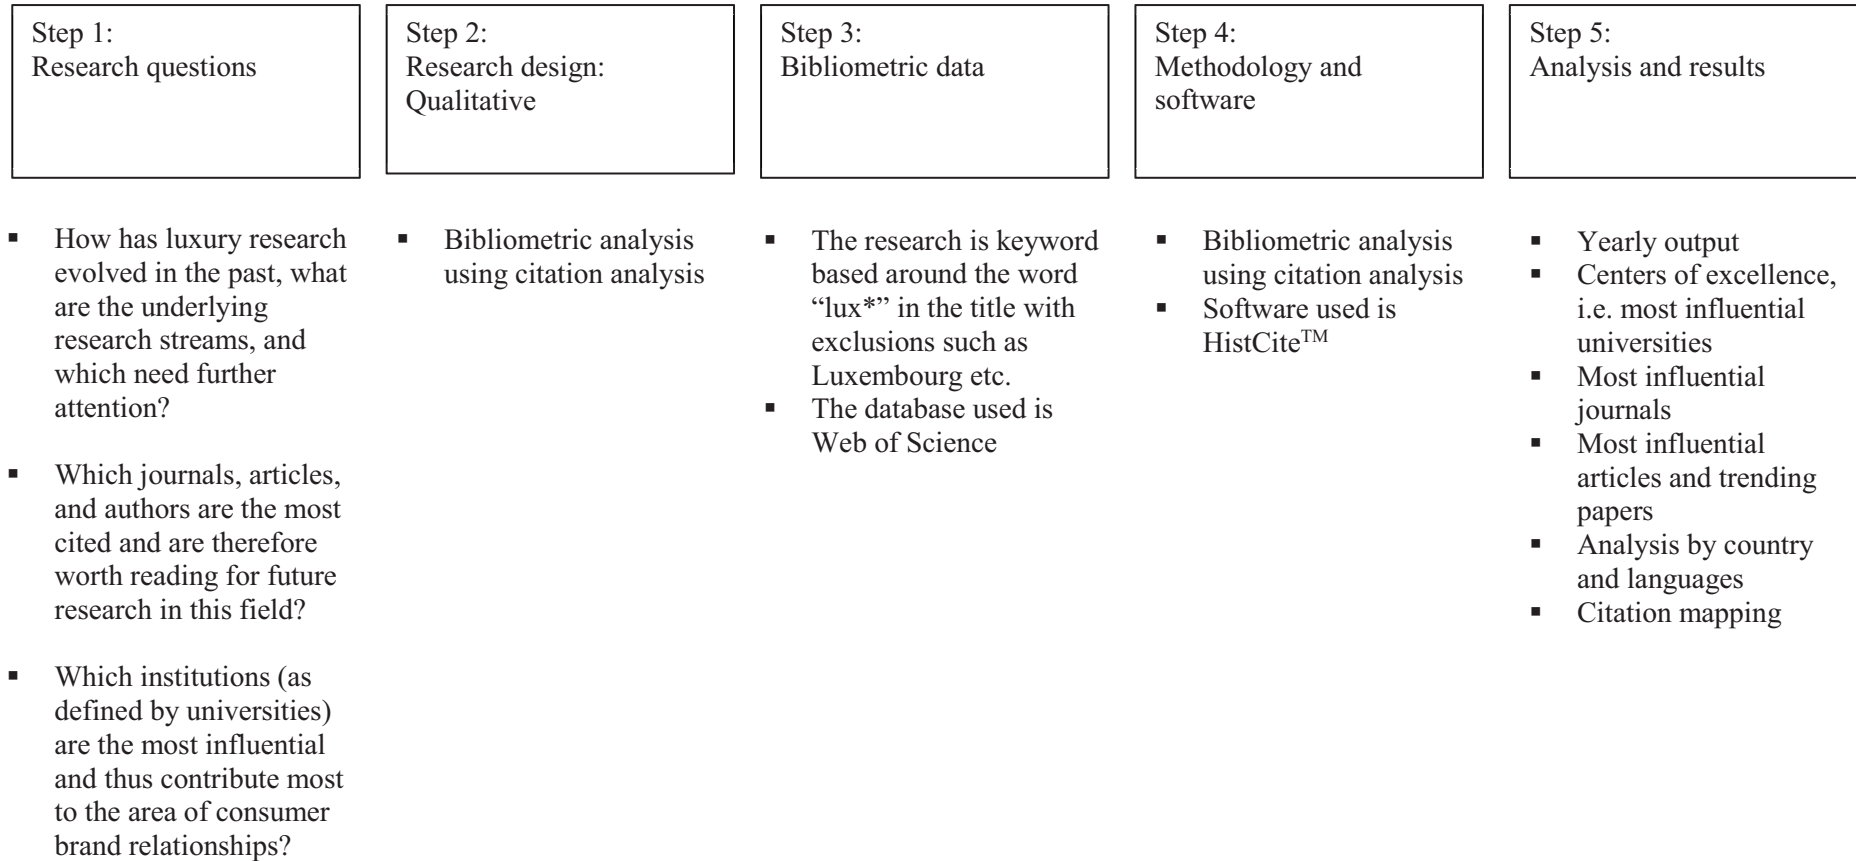 Step 1:
Research questions
Step 2:
Research design:
Qualitative
Step 3:
Bibliometric data
Step 4:
Methodology and
software
Step 5:
Analysis and results
▪ How has luxury research
evolved in the past, what
are the underlying
research streams, and
which need further
attention?
▪ Which journals, articles,
and authors are the most
cited and are therefore
worth reading for future
research in this field?
▪ Which institutions (as
defined by universities)
are the most influential
and thus contribute most
to the area of consumer
brand relationships?
▪ Bibliometric analysis
using citation analysis
▪ The research is keyword
based around the word
“lux*” in the title with
exclusions such as
Luxembourg etc.
▪ The database used is
Web of Science
▪ Bibliometric analysis
using citation analysis
▪ Software used is
HistCiteTM
▪ Yearly output
▪ Centers of excellence,
i.e. most influential
universities
▪ Most influential
journals
▪ Most influential
articles and trending
papers
▪ Analysis by country
and languages
▪ Citation mapping